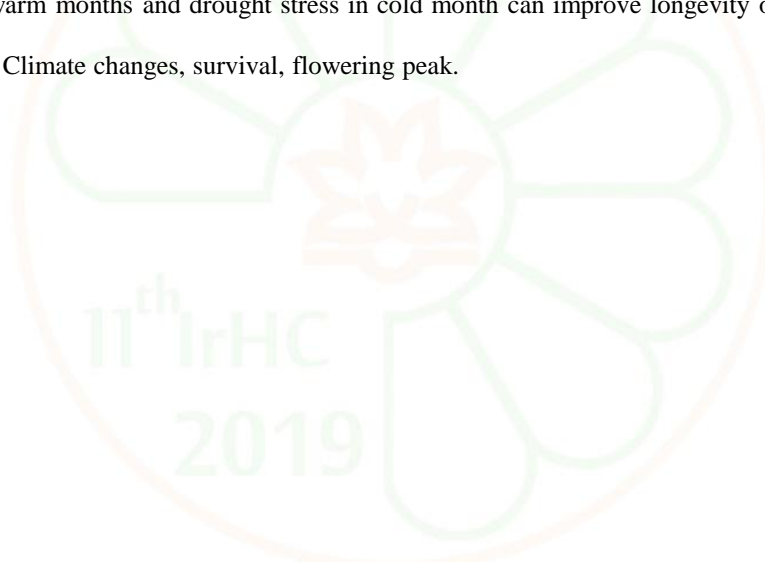 warm months and drought stress in cold month can improve longevity
Climate changes, survival, flowering peak.
11th IrHC
2019